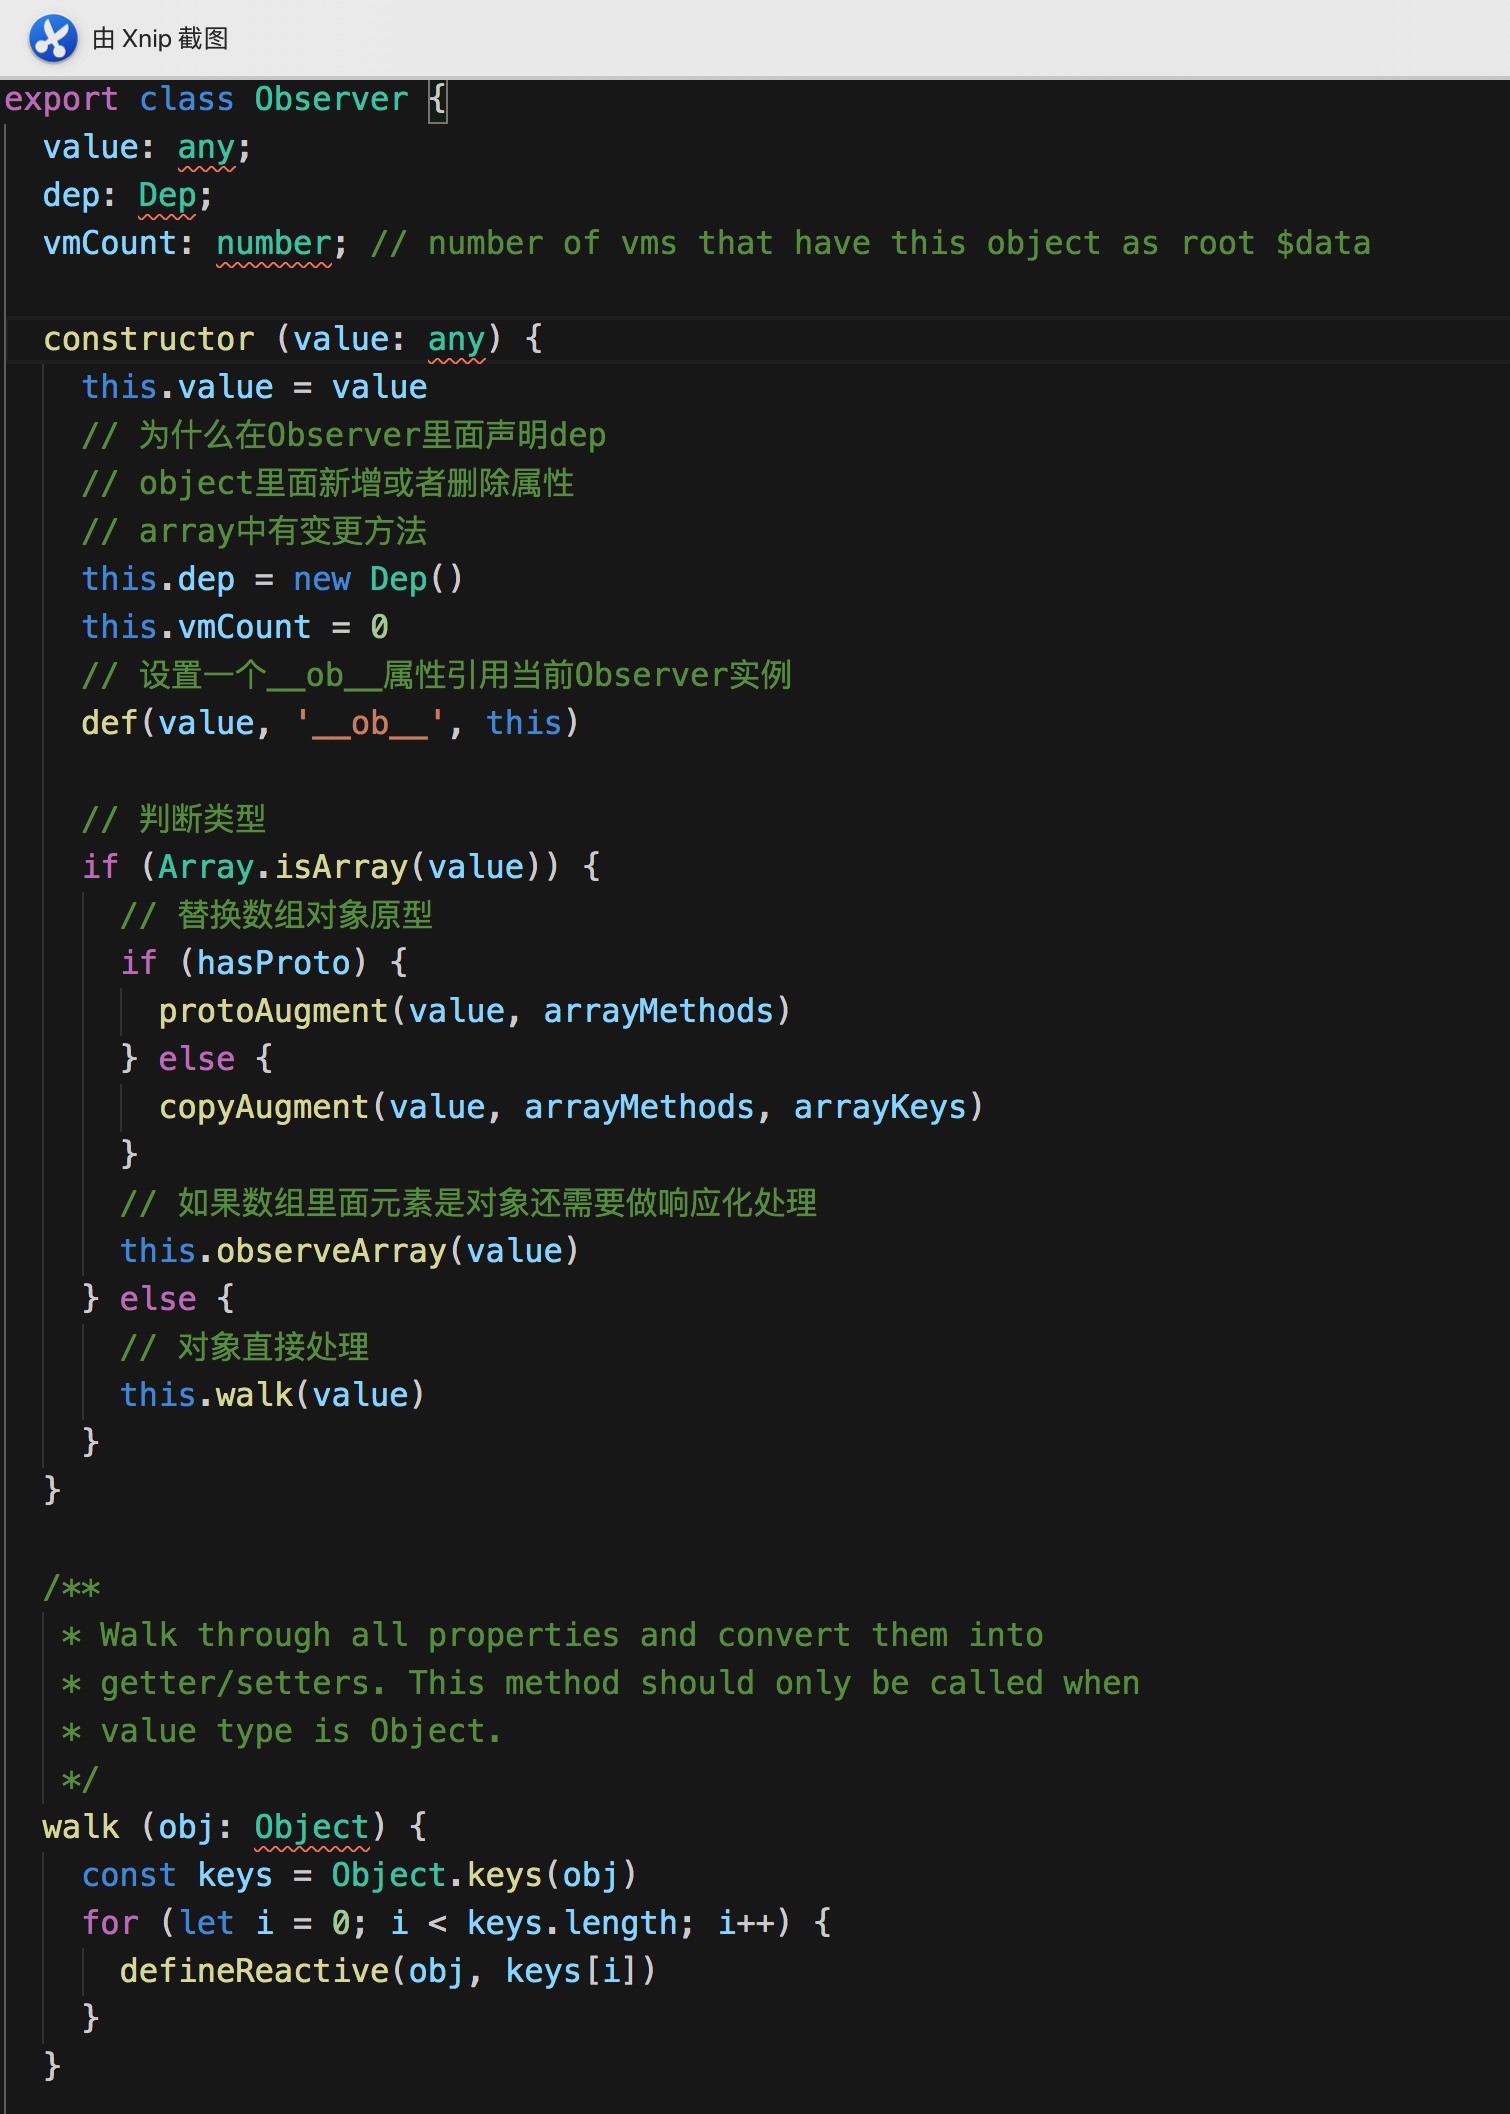 由 Xnip 截图
export class Observer {
  value: any;
  dep: Dep;
  vmCount: number; // number of vms that have this object as root $data

  constructor (value: any) {
    this.value = value
    // 为什么在Observer里面声明dep
    // object里面新增或者删除属性
    // array中有变更方法
    this.dep = new Dep()
    this.vmCount = 0
    // 设置一个__ob__属性引用当前Observer实例
    def(value, '__ob__', this)

    // 判断类型
    if (Array.isArray(value)) {
      // 替换数组对象原型
      if (hasProto) {
        protoAugment(value, arrayMethods)
      } else {
        copyAugment(value, arrayMethods, arrayKeys)
      }
      // 如果数组里面元素是对象还需要做响应化处理
      this.observeArray(value)
    } else {
      // 对象直接处理
      this.walk(value)
    }
  }

  /**
   * Walk through all properties and convert them into
   * getter/setters. This method should only be called when
   * value type is Object.
   */
  walk (obj: Object) {
    const keys = Object.keys(obj)
    for (let i = 0; i < keys.length; i++) {
      defineReactive(obj, keys[i])
    }
  }